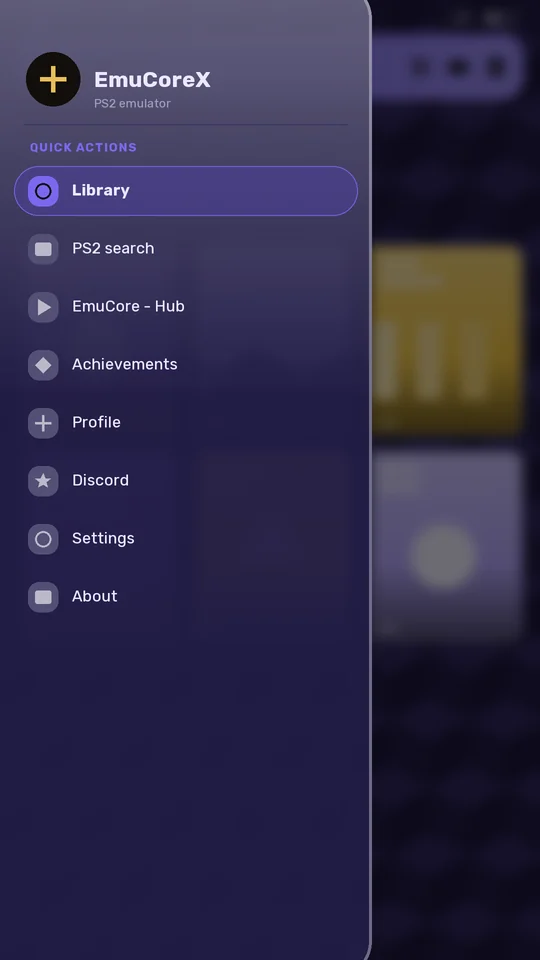 EmuCoreX
PS2 emulator
QUICK ACTIONS
Library
PS2 search
EmuCore - Hub
Achievements
Profile
Discord
Settings
About